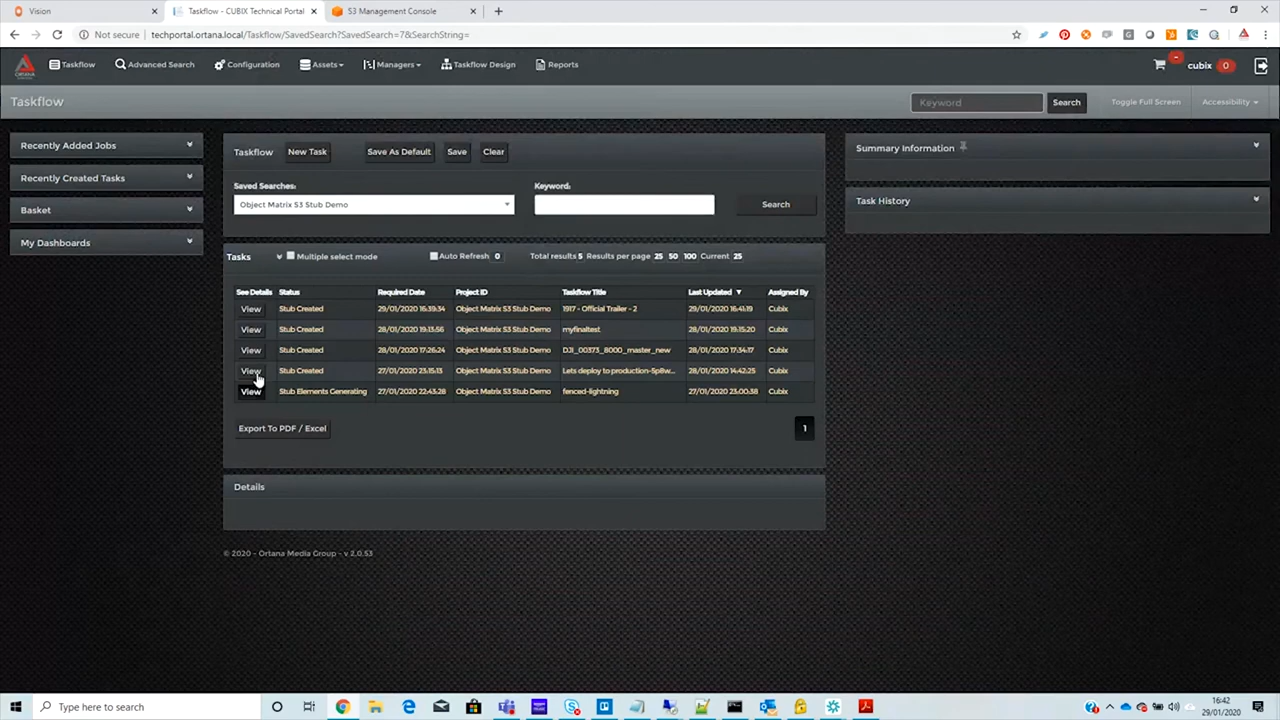 Vision
Taskflow - CUBIX Technical Portal
S3 Management Console
Not secure | techportal.ortana.local/Taskflow/SavedSearch?SavedSearch=7&SearchString=
ORTANA
Taskflow
Advanced Search
Configuration
Assets
Managers
Taskflow Design
Reports
cubix 0
Taskflow
Keyword
Search
Toggle Full Screen
Accessibility
Recently Added Jobs
Recently Created Tasks
Basket
My Dashboards
Taskflow
New Task
Save As Default
Save
Clear
Saved Searches:
Keyword:
Object Matrix S3 Stub Demo
Search
Tasks
Multiple select mode
Auto Refresh 0
Total results 5 Results per page 25 50 100 Current 25
See Details Status Required Date Project ID Taskflow Title Last Updated Assigned By
View Stub Created 29/01/2020 16:39:34 Object Matrix S3 Stub Demo 1917 - Official Trailer - 2 29/01/2020 16:41:19 Cubix
View Stub Created 28/01/2020 19:13:56 Object Matrix S3 Stub Demo myfinaltest 28/01/2020 19:15:20 Cubix
View Stub Created 28/01/2020 17:26:24 Object Matrix S3 Stub Demo DJI_00373_8000_master_new 28/01/2020 17:34:17 Cubix
View Stub Created 27/01/2020 23:15:13 Object Matrix S3 Stub Demo Lets deploy to production-5p8w... 28/01/2020 14:42:25 Cubix
View Stub Elements Generating 27/01/2020 22:43:28 Object Matrix S3 Stub Demo fenced-lightning 27/01/2020 23:00:38 Cubix
Export To PDF / Excel
1
Details
Summary Information
Task History
© 2020 - Ortana Media Group - v 2.0.53
Type here to search
16:42
29/01/2020